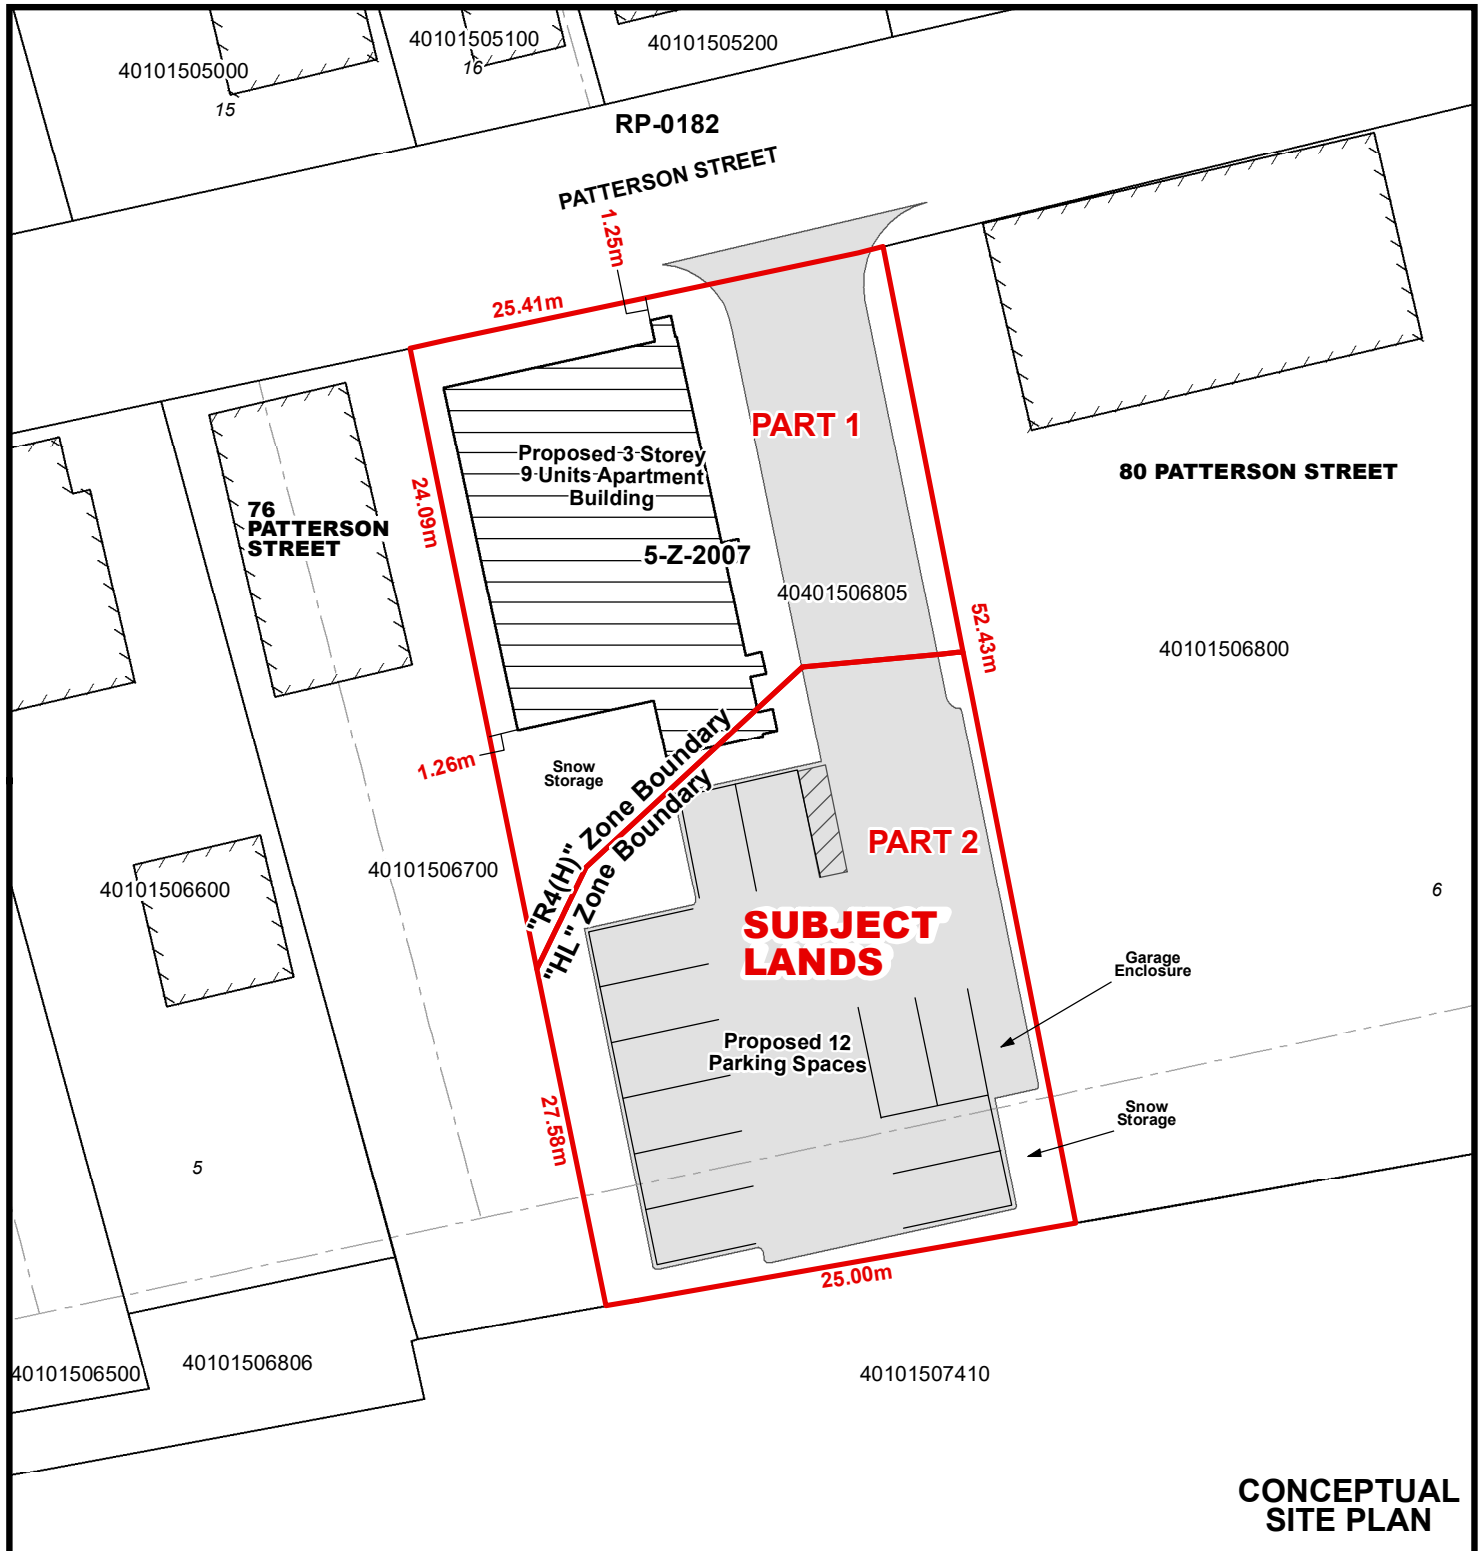 40101505000
15
40101505100
16
40101505200
RP-0182
PATTERSON STREET
1.25m
25.41m
PART 1
Proposed 3 Storey
9 Units Apartment
Building
24.09m
76
PATTERSON
STREET
80 PATTERSON STREET
5-Z-2007
40401506805
52.43m
40101506800
1.26m
Snow
Storage
"R4(H)" Zone Boundary
"HL" Zone Boundary
PART 2
40101506700
40101506600
6
SUBJECT
LANDS
Garage
Enclosure
Proposed 12
Parking Spaces
27.58m
Snow
Storage
5
25.00m
40101506500
40101506806
40101507410
CONCEPTUAL
SITE PLAN